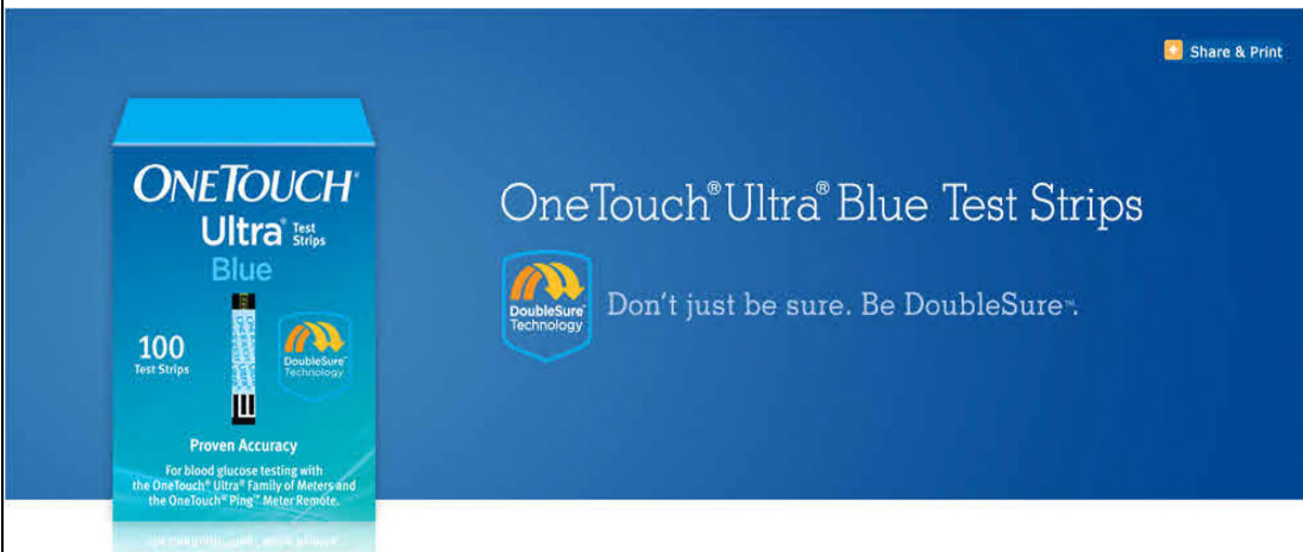 Share & Print
ONETOUCH®
Ultra® Test Strips
Blue
100
Test Strips
DoubleSure™
Technology
Proven Accuracy
For blood glucose testing with
the OneTouch® Ultra® Family of Meters and
the OneTouch® Ping™ Meter Remote.
OneTouch® Ultra® Blue Test Strips
DoubleSure™
Technology
Don't just be sure. Be DoubleSure™.